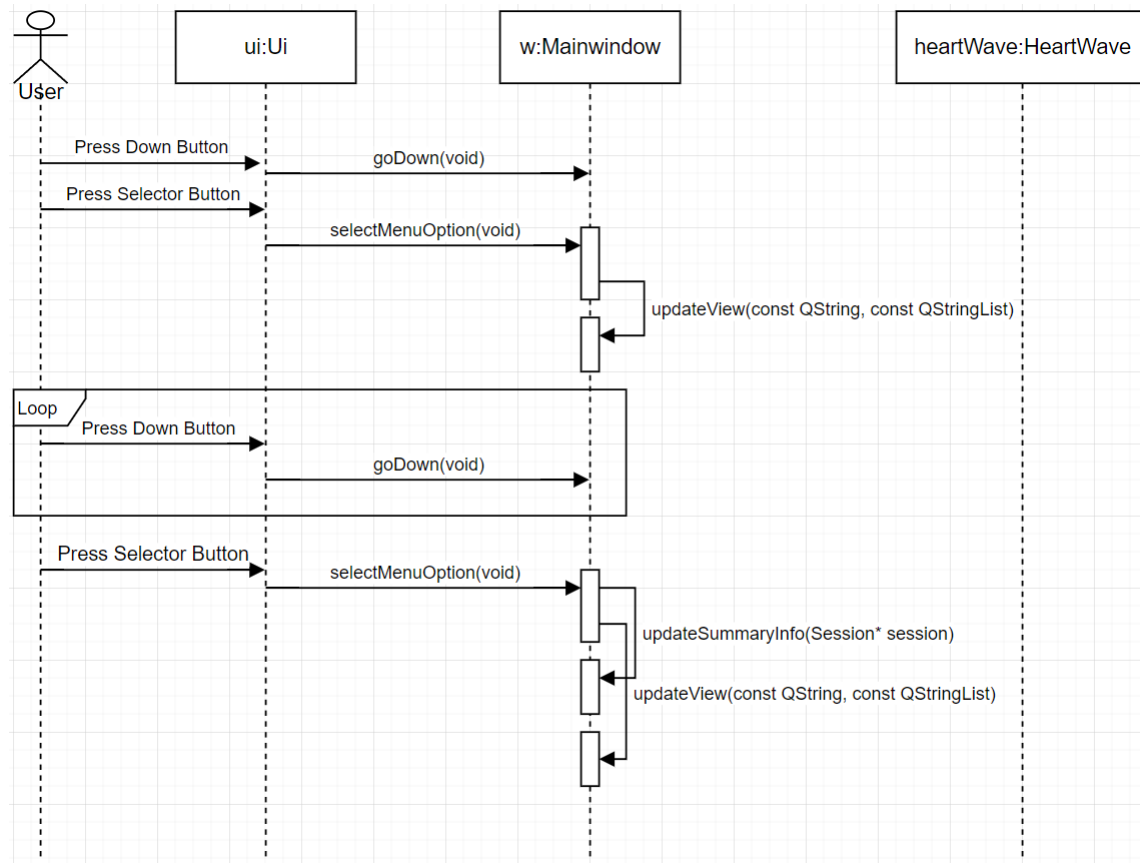 ui:Ui
w:Mainwindow
heartWave:HeartWave
User
Press Down Button
goDown(void)
Press Selector Button
selectMenuOption(void)
updateView(const QString, const QStringList)
Loop
Press Down Button
goDown(void)
Press Selector Button
selectMenuOption(void)
updateSummaryInfo(Session* session)
updateView(const QString, const QStringList)